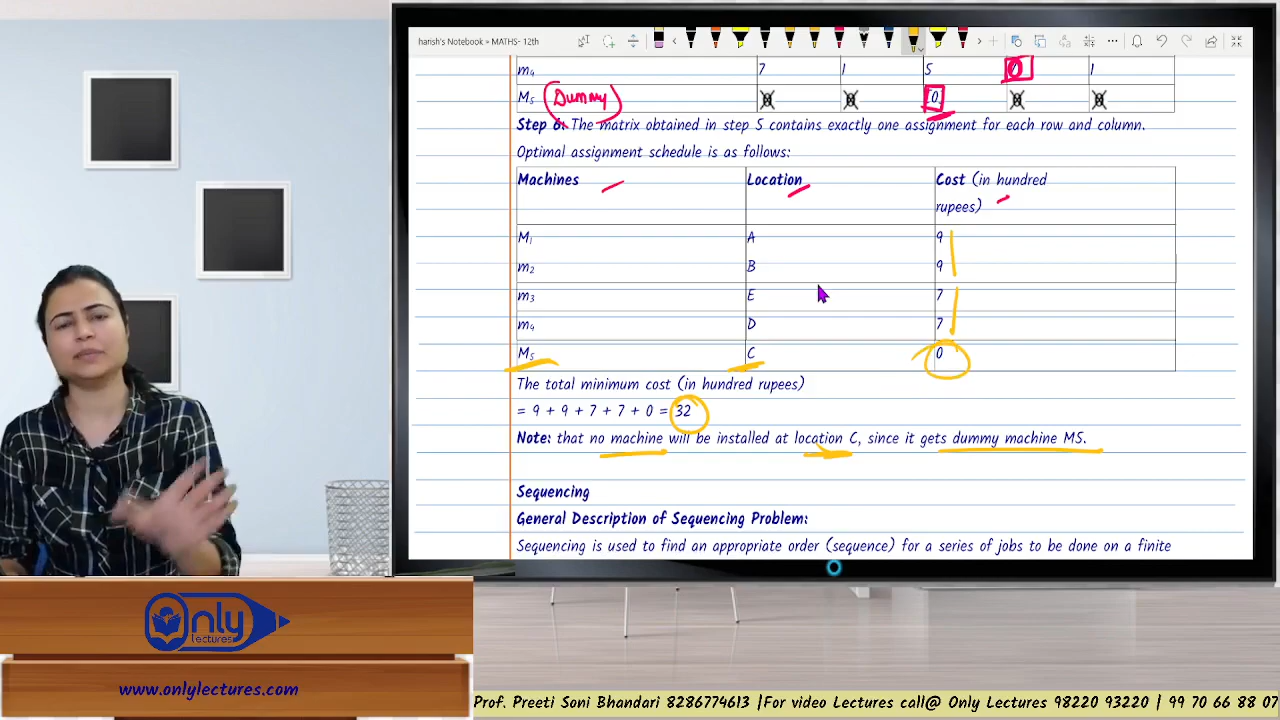 harish's Notebook » MATHS- 12th
m4 7 1 5 0 1
M5 Dummy 0 0 0 0 0
Step 6: The matrix obtained in step 5 contains exactly one assignment for each row and column.
Optimal assignment schedule is as follows:
Machines Location Cost (in hundred
rupees)
M1 A 9
m2 B 9
m3 E 7
m4 D 7
M5 C 0
The total minimum cost (in hundred rupees)
= 9 + 9 + 7 + 7 + 0 = 32
Note: that no machine will be installed at location C, since it gets dummy machine M5.
Sequencing
General Description of Sequencing Problem:
Sequencing is used to find an appropriate order (sequence) for a series of jobs to be done on a finite
Only
lectures
www.onlylectures.com
Prof. Preeti Soni Bhandari 8286774613 |For video Lectures call@ Only Lectures 98220 93220 | 99 70 66 88 07